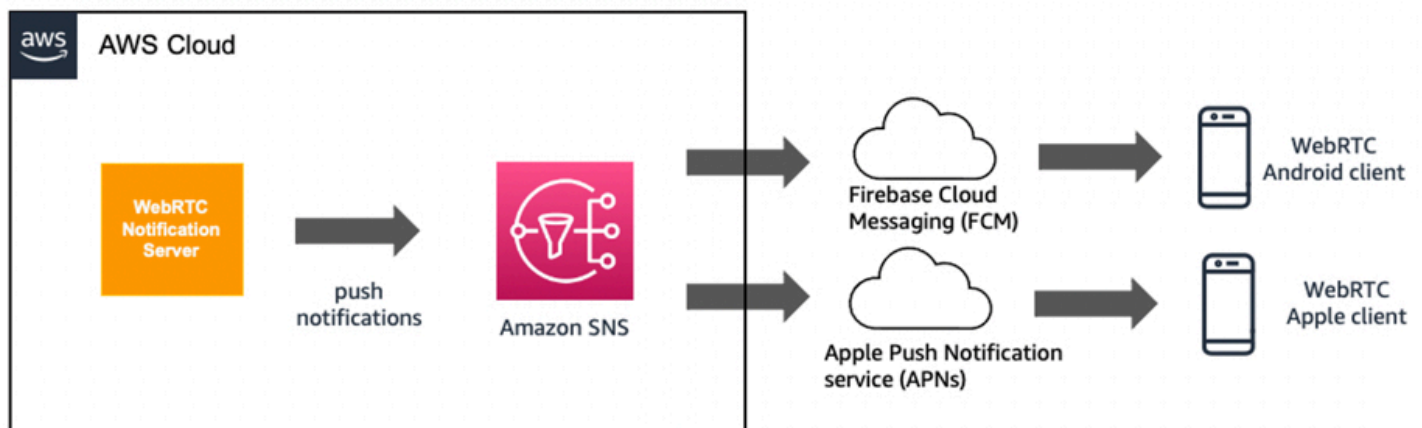 aws
AWS Cloud
WebRTC
Notification
Server
push
notifications
Amazon SNS
Firebase Cloud
Messaging (FCM)
WebRTC
Android client
Apple Push Notification
service (APNs)
WebRTC
Apple client